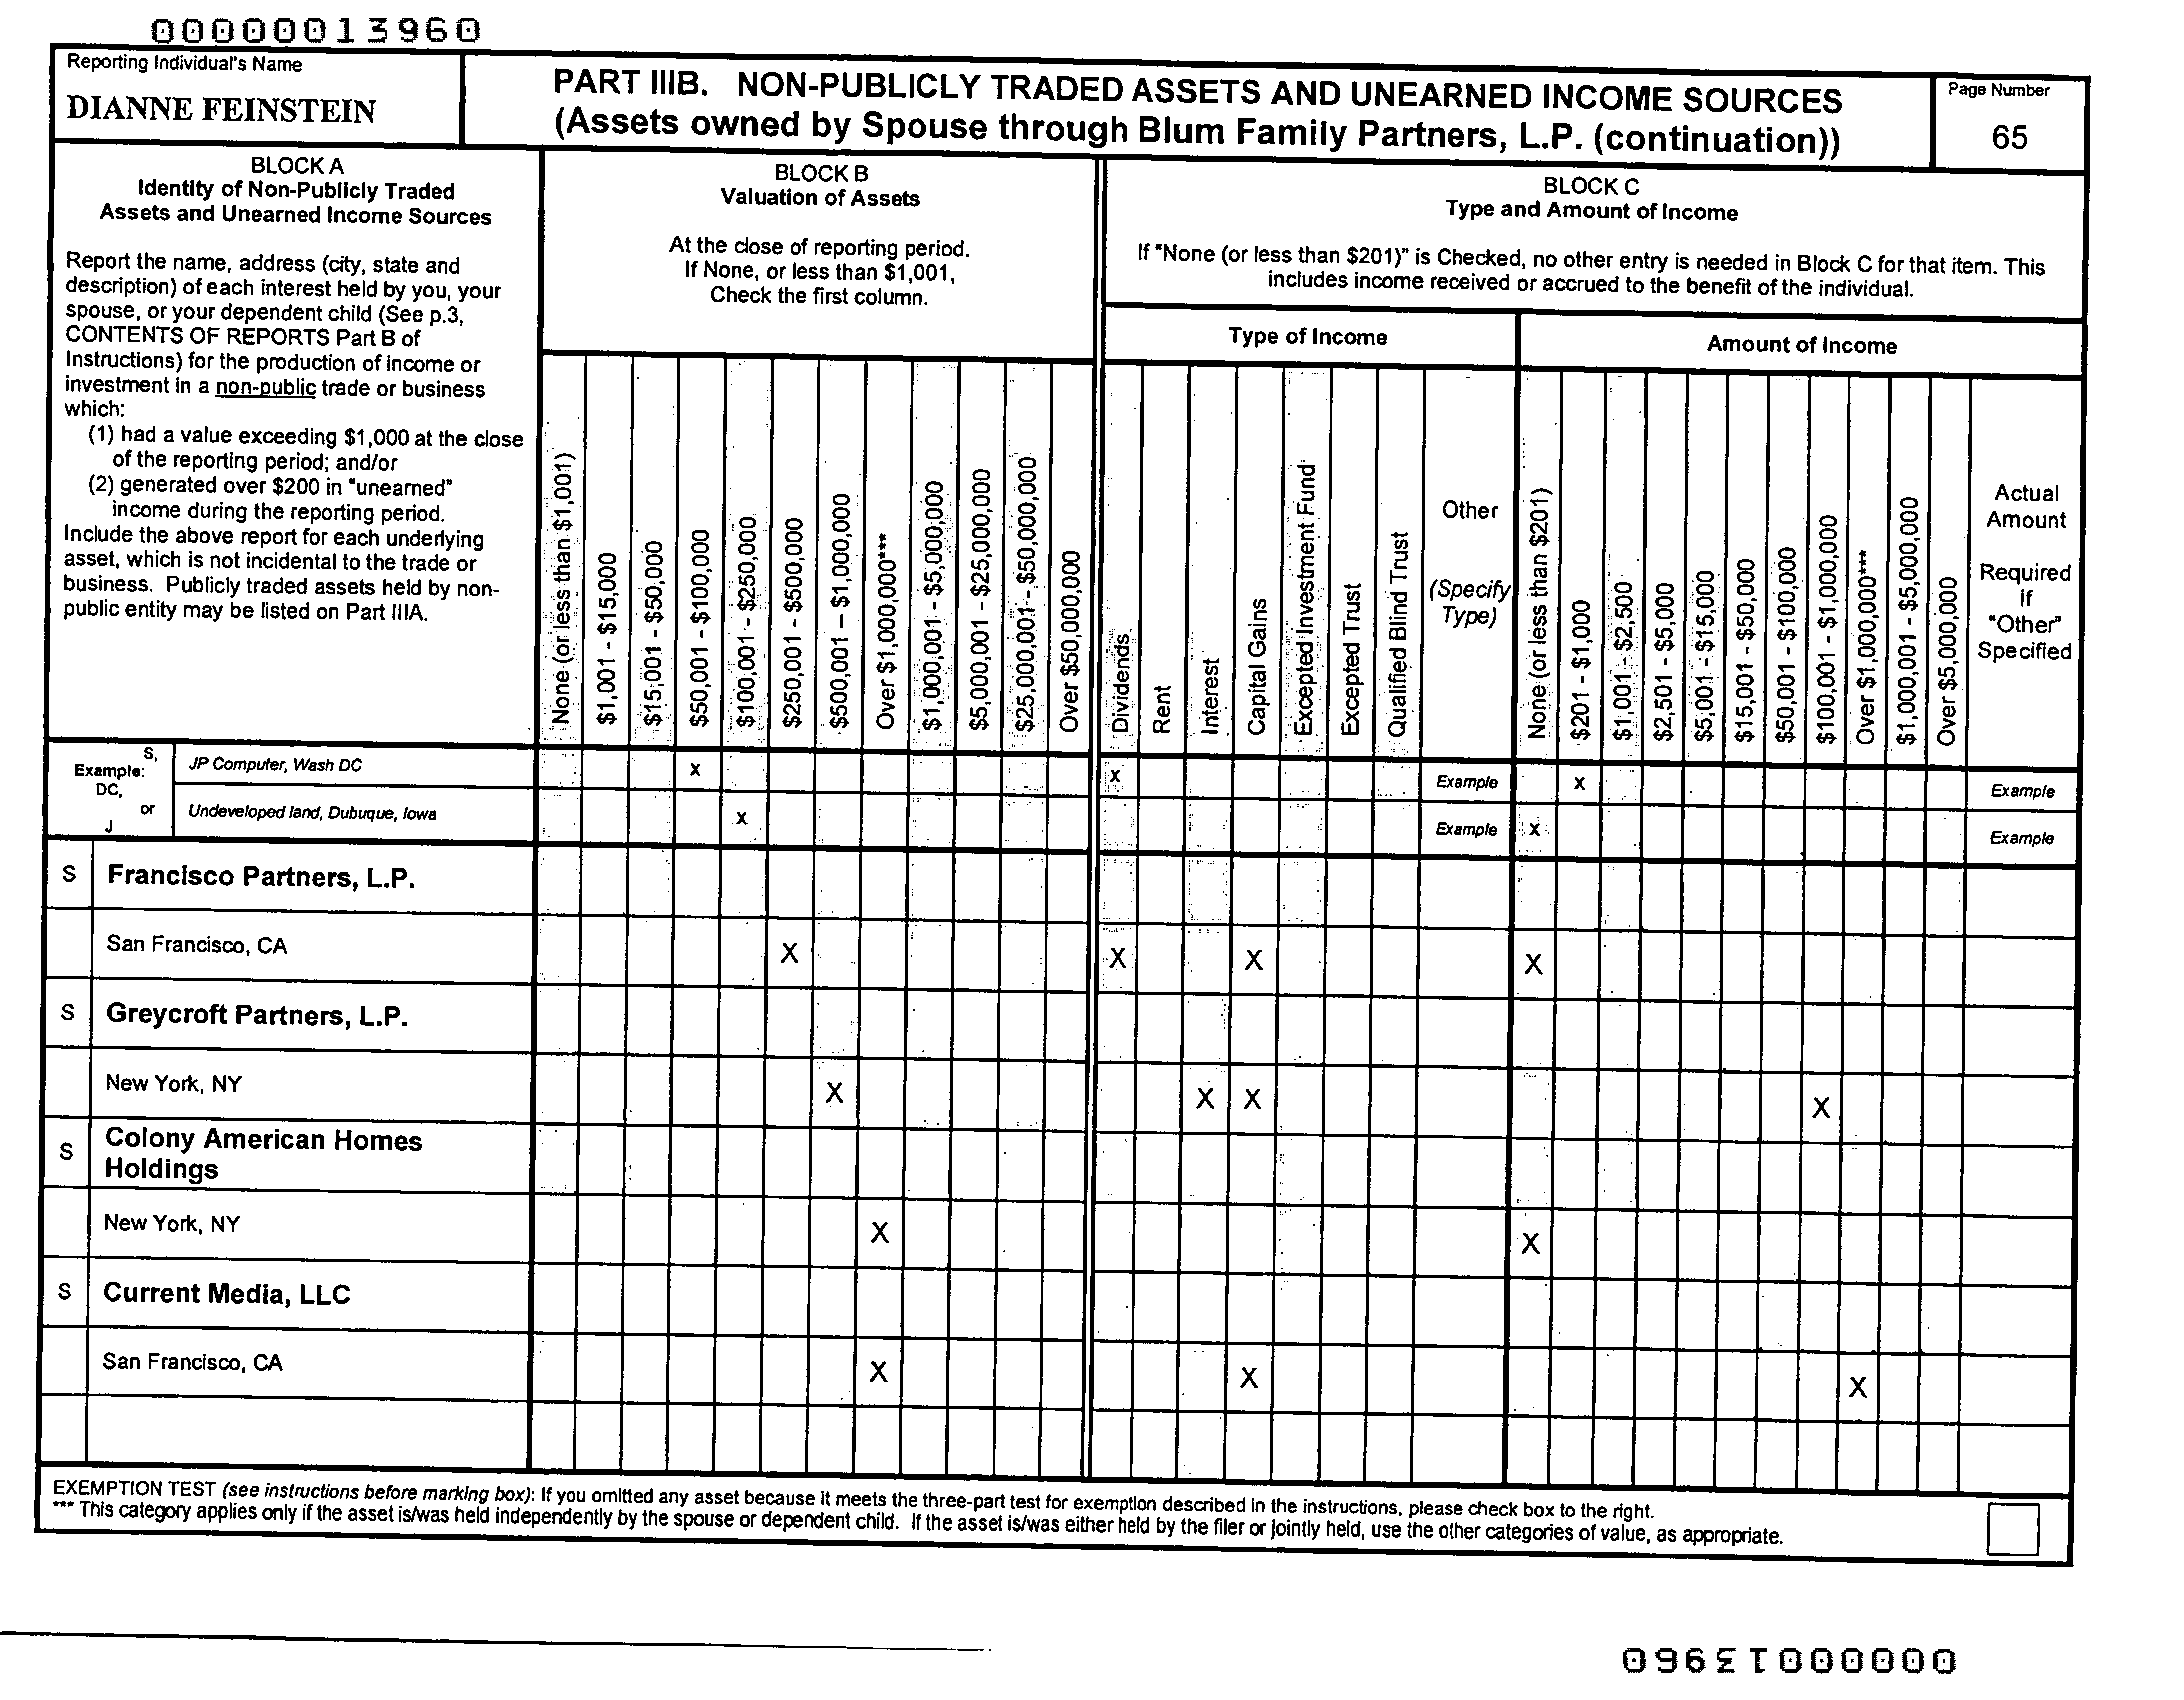 00000013960
Reporting Individual's Name
DIANNE FEINSTEIN
PART IIIB. NON-PUBLICLY TRADED ASSETS AND UNEARNED INCOME SOURCES
(Assets owned by Spouse through Blum Family Partners, L.P. (continuation))
Page Number
65
BLOCK A
Identity of Non-Publicly Traded
Assets and Unearned Income Sources
Report the name, address (city, state and
description) of each interest held by you, your
spouse, or your dependent child (See p.3,
CONTENTS OF REPORTS Part B of
Instructions) for the production of income or
investment in a non-public trade or business
which:
(1) had a value exceeding $1,000 at the close
of the reporting period; and/or
(2) generated over $200 in "unearned"
income during the reporting period.
Include the above report for each underlying
asset, which is not incidental to the trade or
business. Publicly traded assets held by non-
public entity may be listed on Part IIIA.
BLOCK B
Valuation of Assets
At the close of reporting period.
If None, or less than $1,001,
Check the first column.
None (or less than $1,001)
$1,001 - $15,000
$15,001 - $50,000
$50,001 - $100,000
$100,001 - $250,000
$250,001 - $500,000
$500,001 – $1,000,000
Over $1,000,000***
$1,000,001 - $5,000,000
$5,000,001 - $25,000,000
$25,000,001 - $50,000,000
Over $50,000,000
BLOCK C
Type and Amount of Income
If "None (or less than $201)" is Checked, no other entry is needed in Block C for that item. This
includes income received or accrued to the benefit of the individual.
Type of Income
Dividends
Rent
Interest
Capital Gains
Excepted Investment Fund
Excepted Trust
Qualified Blind Trust
Other
(Specify
Type)
Amount of Income
None (or less than $201)
$201 - $1,000
$1,001 - $2,500
$2,501 - $5,000
$5,001 - $15,000
$15,001 - $50,000
$50,001 - $100,000
$100,001 - $1,000,000
Over $1,000,000***
$1,000,001 - $5,000,000
Over $5,000,000
Actual
Amount
Required
if
"Other"
Specified
Example:
S,
DC,
or
J
JP Computer, Wash DC X X Example X Example
Undeveloped land, Dubuque, Iowa X Example X Example
S Francisco Partners, L.P.
San Francisco, CA X X X X
S Greycroft Partners, L.P.
New York, NY X X X X
S Colony American Homes
Holdings
New York, NY X X
S Current Media, LLC
San Francisco, CA X X X
EXEMPTION TEST (see instructions before marking box): If you omitted any asset because it meets the three-part test for exemption described in the instructions, please check box to the right.
*** This category applies only if the asset is/was held independently by the spouse or dependent child. If the asset is/was either held by the filer or jointly held, use the other categories of value, as appropriate.
00000013960